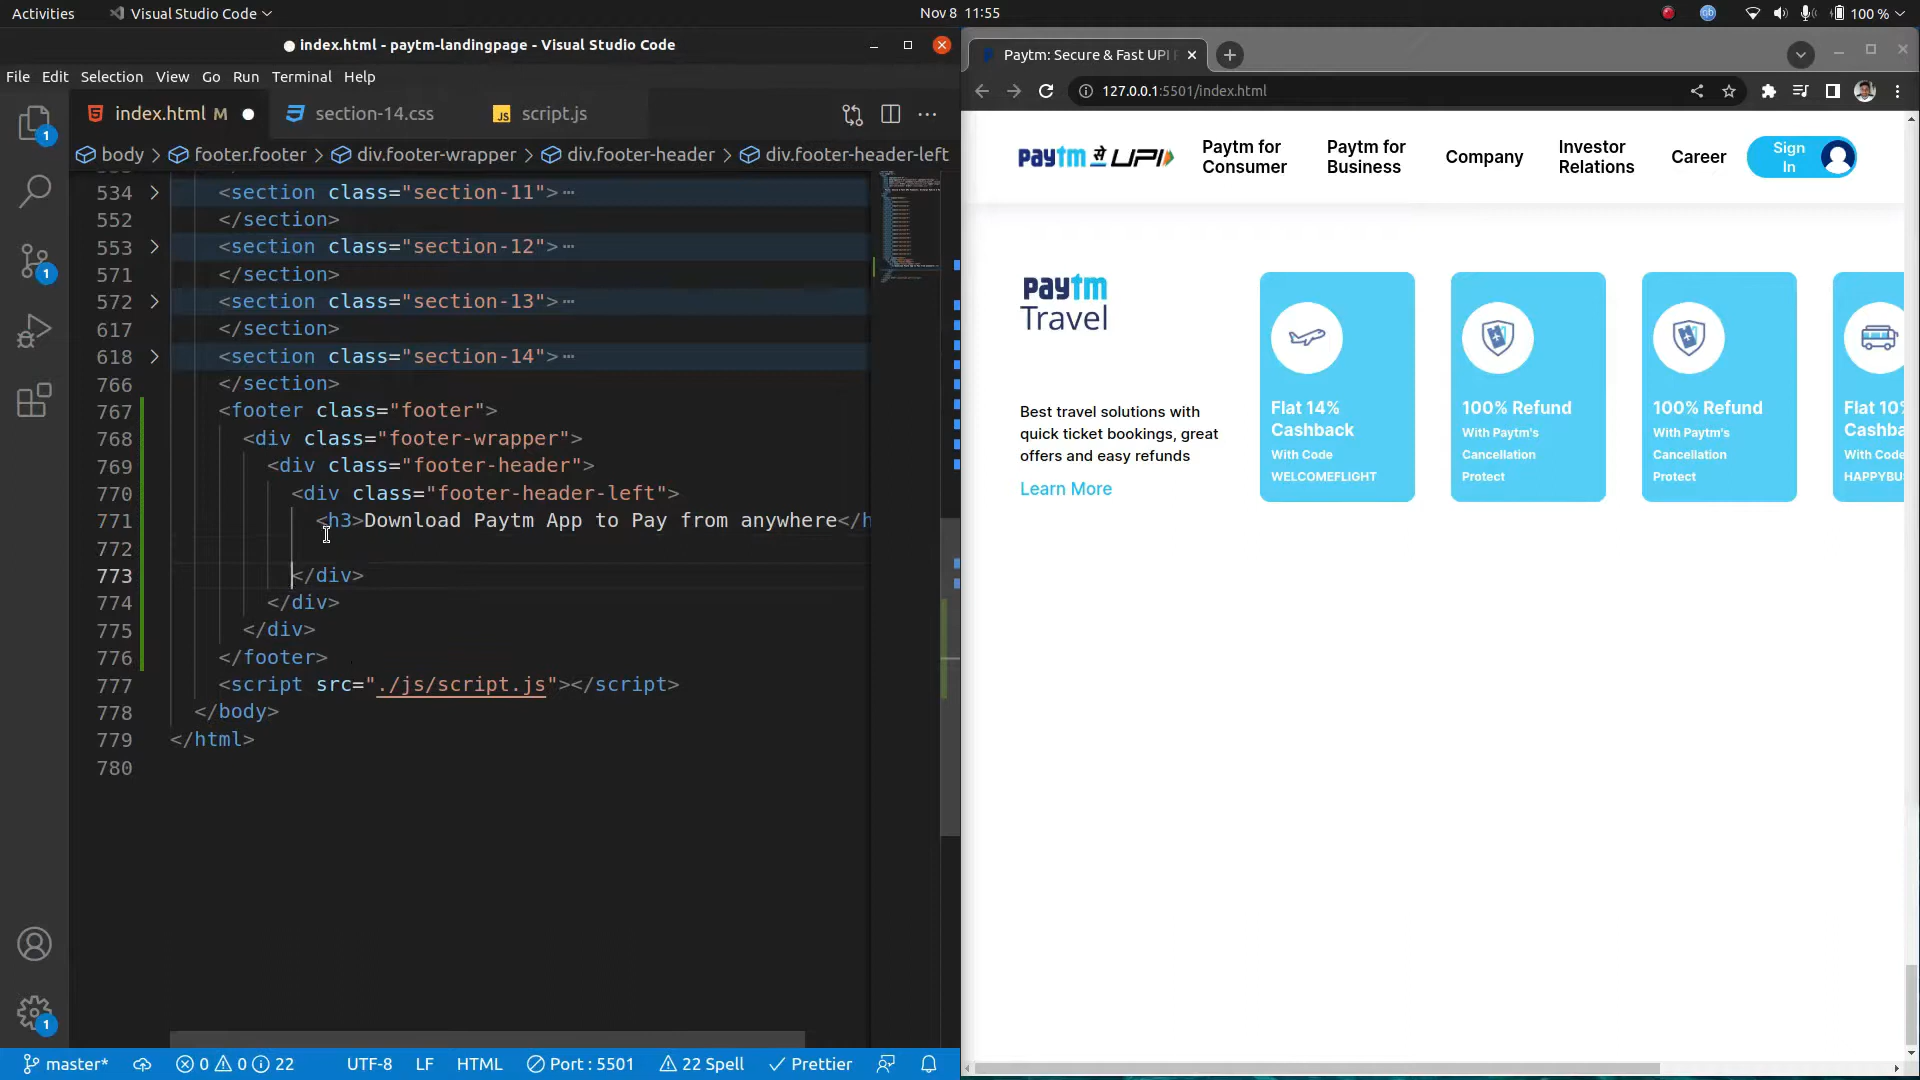 Activities
Visual Studio Code
Nov 8 11:55
100 %
index.html - paytm-landingpage - Visual Studio Code
File Edit Selection View Go Run Terminal Help
index.html M
section-14.css
JS script.js
body > footer.footer > div.footer-wrapper > div.footer-header > div.footer-header-left
534 <section class="section-11">⋯
552 </section>
553 <section class="section-12">⋯
571 </section>
572 <section class="section-13">⋯
617 </section>
618 <section class="section-14">⋯
766 </section>
767 <footer class="footer">
768 <div class="footer-wrapper">
769 <div class="footer-header">
770 <div class="footer-header-left">
771 <h3>Download Paytm App to Pay from anywhere</h
772
773 </div>
774 </div>
775 </div>
776 </footer>
777 <script src="./js/script.js"></script>
778 </body>
779 </html>
780
1
1
1
master*
0 0 22
UTF-8
LF
HTML
Port : 5501
22 Spell
Prettier
Paytm: Secure & Fast UPI
127.0.0.1:5501/index.html
paytm से UPI
Paytm for
Consumer
Paytm for
Business
Company
Investor
Relations
Career
Sign
In
paytm
Travel
Best travel solutions with
quick ticket bookings, great
offers and easy refunds
Learn More
Flat 14%
Cashback
With Code
WELCOMEFLIGHT
100% Refund
With Paytm's
Cancellation
Protect
100% Refund
With Paytm's
Cancellation
Protect
Flat 10%
Cashba
With Code
HAPPYBU